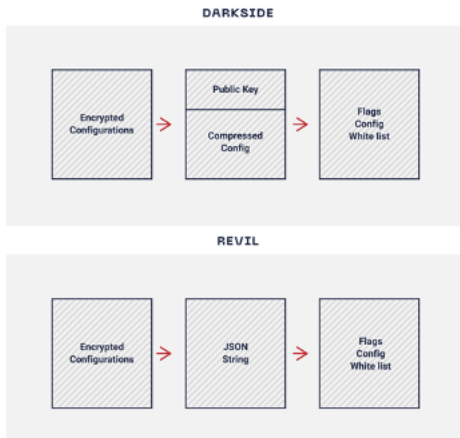 DARKSIDE
Encrypted
Configurations
Public Key
Compressed
Config
Flags
Config
White list
REVIL
Encrypted
Configurations
JSON
String
Flags
Config
White list